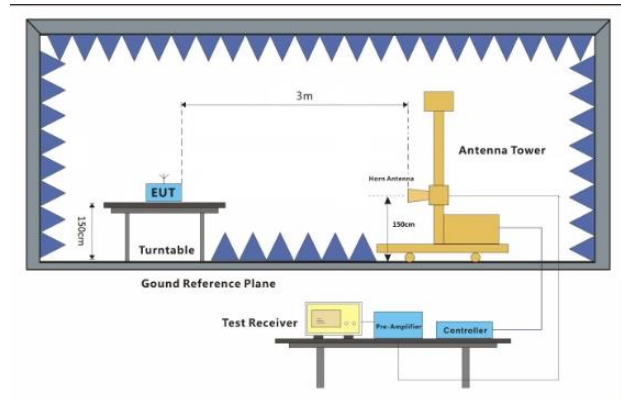 3m
Antenna Tower
Horn Antenna
EUT
150cm
150cm
Turntable
Gound Reference Plane
Test Receiver
Pre-Amplifier
Controller